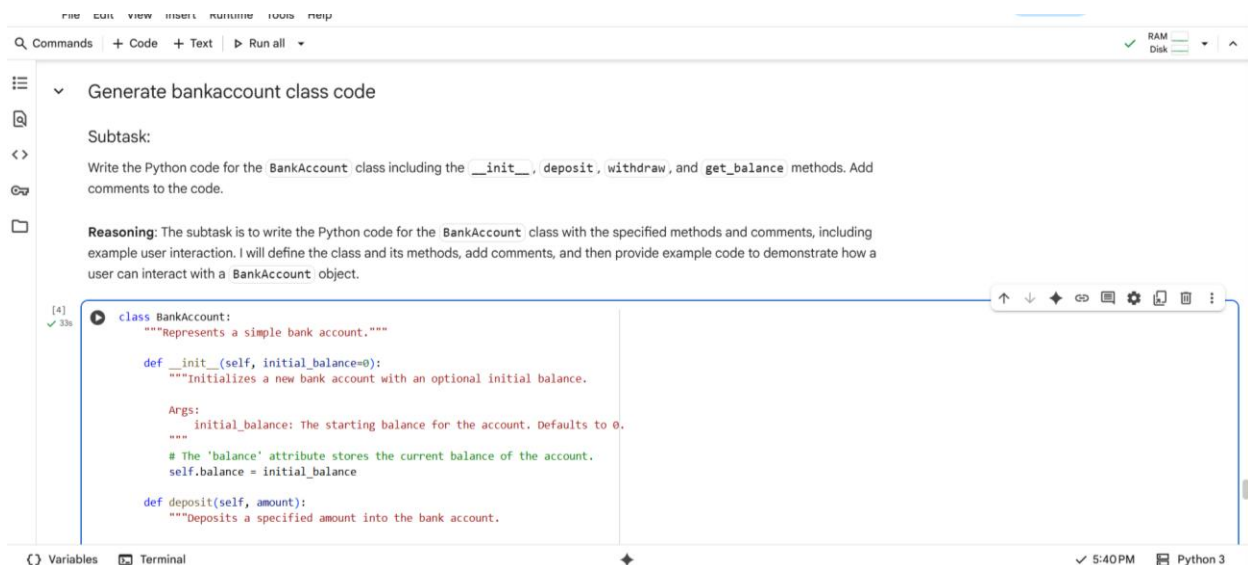 File Edit View Insert Runtime Tools Help
Commands + Code + Text Run all
RAM
Disk
Generate bankaccount class code
Subtask:
Write the Python code for the BankAccount class including the __init__, deposit, withdraw, and get_balance methods. Add
comments to the code.
Reasoning: The subtask is to write the Python code for the BankAccount class with the specified methods and comments, including
example user interaction. I will define the class and its methods, add comments, and then provide example code to demonstrate how a
user can interact with a BankAccount object.
[4]
33s
class BankAccount:
"""Represents a simple bank account."""
def __init__(self, initial_balance=0):
"""Initializes a new bank account with an optional initial balance.
Args:
initial_balance: The starting balance for the account. Defaults to 0.
"""
# The 'balance' attribute stores the current balance of the account.
self.balance = initial_balance
def deposit(self, amount):
"""Deposits a specified amount into the bank account.
{} Variables Terminal
5:40 PM Python 3